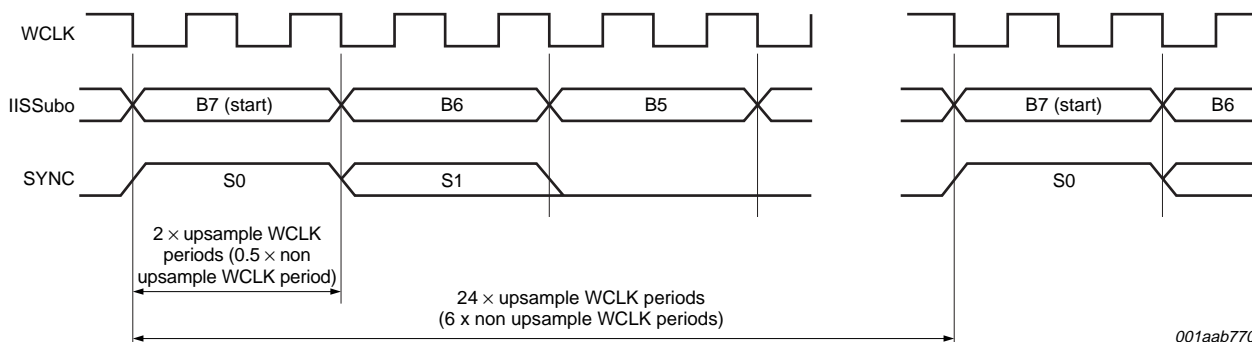 WCLK
IISSubo
B7 (start)
B6
B5
B7 (start)
B6
SYNC
S0
S1
S0
2 × upsample WCLK
periods (0.5 × non
upsample WCLK period)
24 × upsample WCLK periods
(6 x non upsample WCLK periods)
001aab770